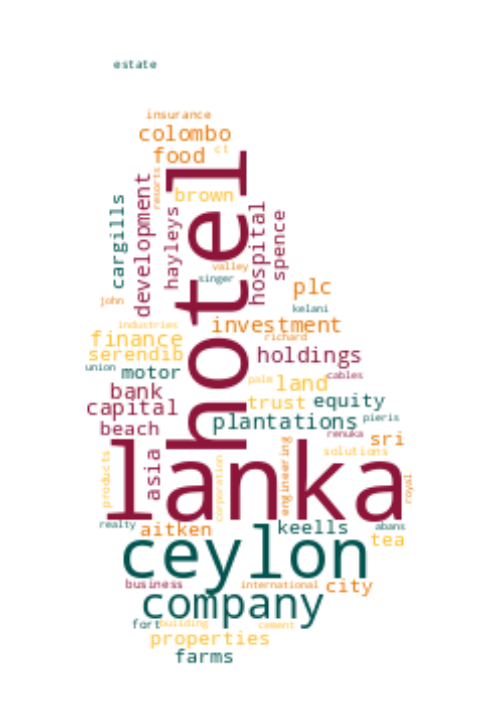 estate
insurance
colombo
food
ct
hotel
resorts
development
cargills
hayleys
brown
hospital
spence
valley
singer
plc
john
kelani
industries
investment
finance
richard
serendib
holdings
union
motor
cables
pale
land
bank
trust
equity
capital
plantations
pieris
beach
renuka
sri
lanka
asia
products
corporation
engineering
solutions
royal
realty
aitken
keells
abans
tea
ceylon
business
international
city
company
fort
building
cement
properties
farms